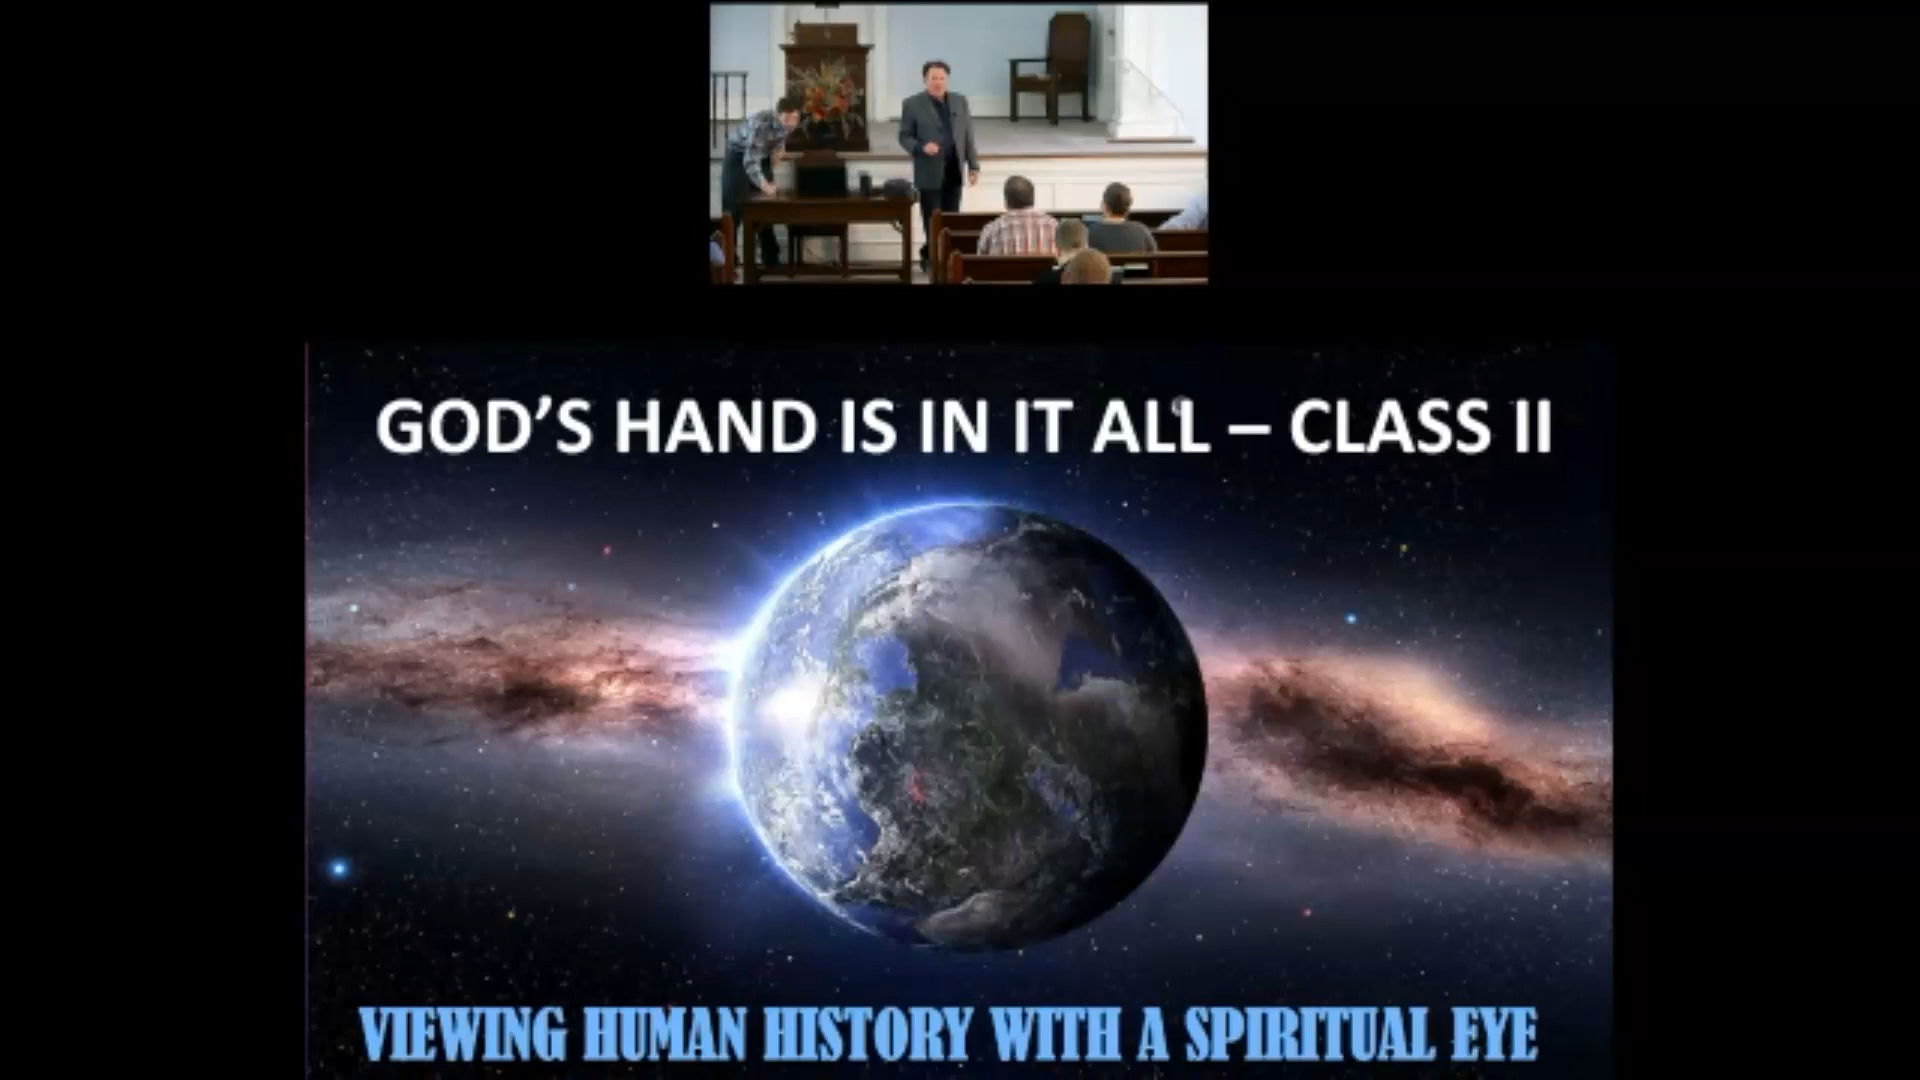 GOD’S HAND IS IN IT ALL – CLASS II
VIEWING HUMAN HISTORY WITH A SPIRITUAL EYE